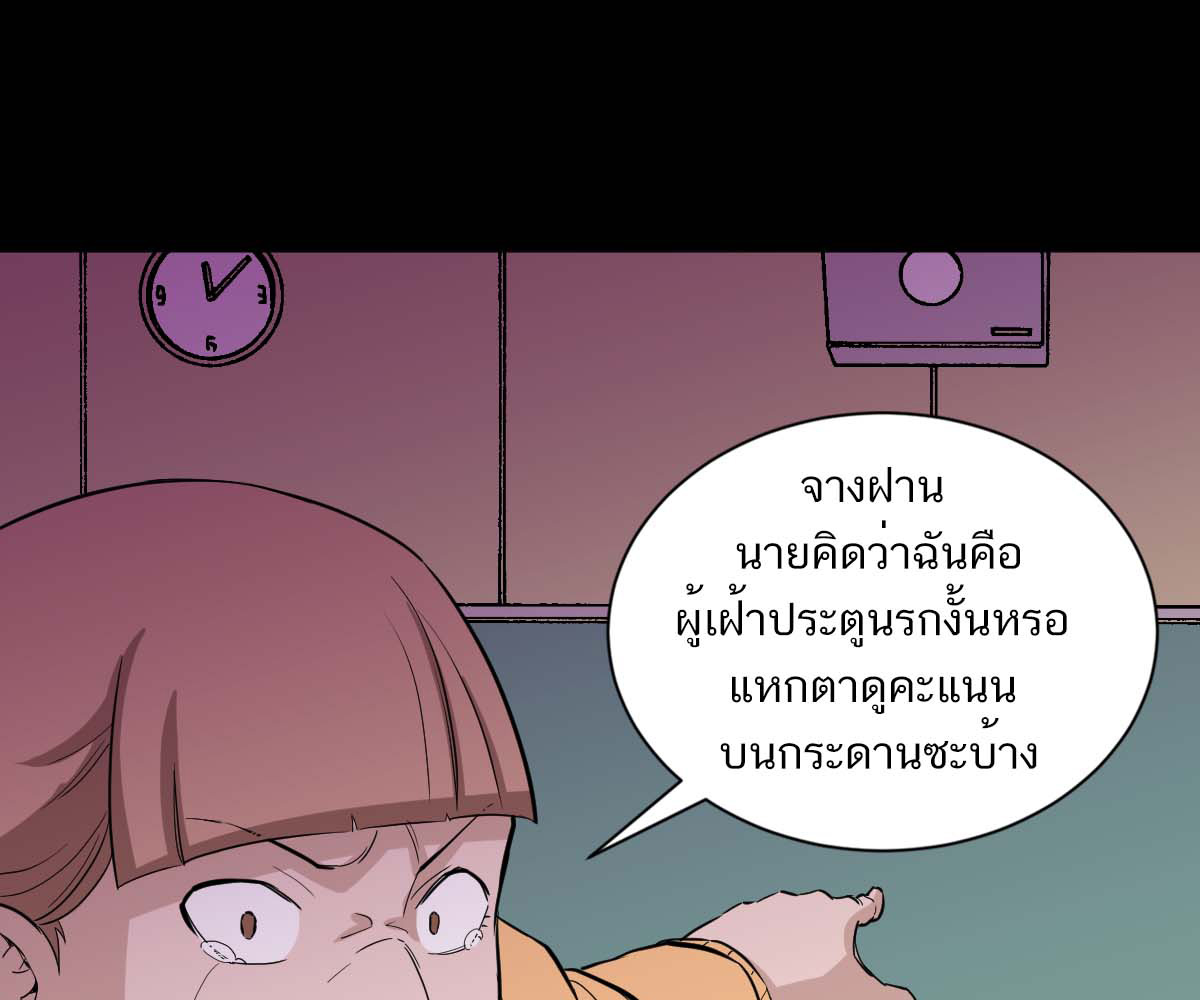 9
3
6
จางฝาน
นายคิดว่าฉันคือ
ผู้เฝ้าประตูนรกงั้นหรอ
แหกตาดูคะแนน
บนกระดานซะบ้าง